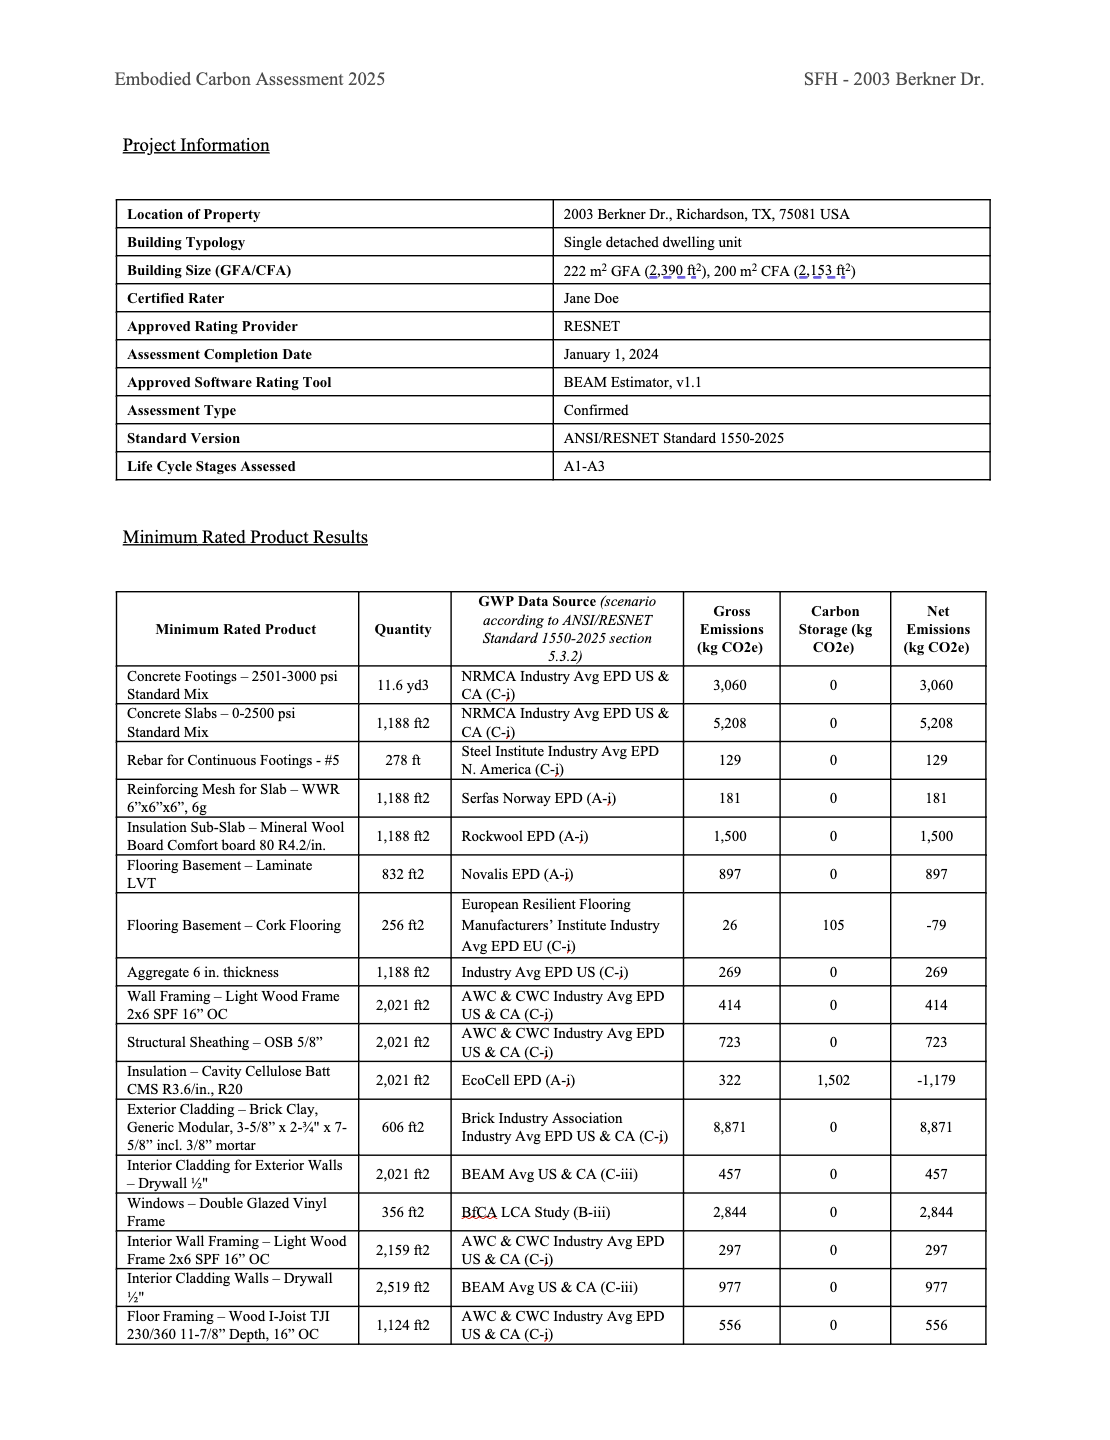 Embodied Carbon Assessment 2025
SFH - 2003 Berkner Dr.
Project Information
Location of Property
2003 Berkner Dr., Richardson, TX, 75081 USA
Building Typology
Single detached dwelling unit
Building Size (GFA/CFA)
222 m² GFA (2,390 ft²), 200 m² CFA (2,153 ft²)
Certified Rater
Jane Doe
Approved Rating Provider
RESNET
Assessment Completion Date
January 1, 2024
Approved Software Rating Tool
BEAM Estimator, v1.1
Assessment Type
Confirmed
Standard Version
ANSI/RESNET Standard 1550-2025
Life Cycle Stages Assessed
A1-A3
Minimum Rated Product Results
Minimum Rated Product
Quantity
GWP Data Source (scenario
according to ANSI/RESNET
Standard 1550-2025 section
5.3.2)
Gross
Emissions
(kg CO2e)
Carbon
Storage (kg
CO2e)
Net
Emissions
(kg CO2e)
Concrete Footings – 2501-3000 psi
Standard Mix
11.6 yd3
NRMCA Industry Avg EPD US &
CA (C-i)
3,060
0
3,060
Concrete Slabs – 0-2500 psi
Standard Mix
1,188 ft2
NRMCA Industry Avg EPD US &
CA (C-i)
5,208
0
5,208
Rebar for Continuous Footings - #5
278 ft
Steel Institute Industry Avg EPD
N. America (C-i)
129
0
129
Reinforcing Mesh for Slab – WWR
6”x6”x6”, 6g
1,188 ft2
Serfas Norway EPD (A-i)
181
0
181
Insulation Sub-Slab – Mineral Wool
Board Comfort board 80 R4.2/in.
1,188 ft2
Rockwool EPD (A-i)
1,500
0
1,500
Flooring Basement – Laminate
LVT
832 ft2
Novalis EPD (A-i)
897
0
897
Flooring Basement – Cork Flooring
256 ft2
European Resilient Flooring
Manufacturers’ Institute Industry
Avg EPD EU (C-i)
26
105
-79
Aggregate 6 in. thickness
1,188 ft2
Industry Avg EPD US (C-i)
269
0
269
Wall Framing – Light Wood Frame
2x6 SPF 16” OC
2,021 ft2
AWC & CWC Industry Avg EPD
US & CA (C-i)
414
0
414
Structural Sheathing – OSB 5/8”
2,021 ft2
AWC & CWC Industry Avg EPD
US & CA (C-i)
723
0
723
Insulation – Cavity Cellulose Batt
CMS R3.6/in., R20
2,021 ft2
EcoCell EPD (A-i)
322
1,502
-1,179
Exterior Cladding – Brick Clay,
Generic Modular, 3-5/8” x 2-¾" x 7-
5/8” incl. 3/8” mortar
606 ft2
Brick Industry Association
Industry Avg EPD US & CA (C-i)
8,871
0
8,871
Interior Cladding for Exterior Walls
– Drywall ½"
2,021 ft2
BEAM Avg US & CA (C-iii)
457
0
457
Windows – Double Glazed Vinyl
Frame
356 ft2
BfCA LCA Study (B-iii)
2,844
0
2,844
Interior Wall Framing – Light Wood
Frame 2x6 SPF 16” OC
2,159 ft2
AWC & CWC Industry Avg EPD
US & CA (C-i)
297
0
297
Interior Cladding Walls – Drywall
½"
2,519 ft2
BEAM Avg US & CA (C-iii)
977
0
977
Floor Framing – Wood I-Joist TJI
230/360 11-7/8” Depth, 16” OC
1,124 ft2
AWC & CWC Industry Avg EPD
US & CA (C-i)
556
0
556